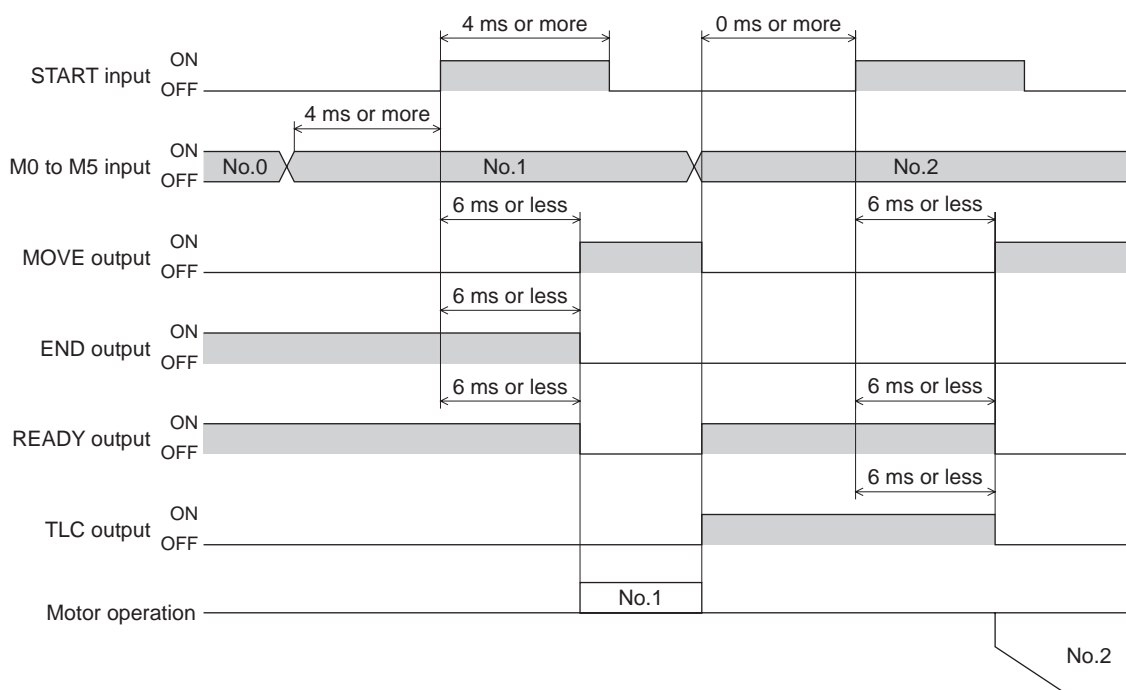 4 ms or more
0 ms or more
START input
ON
OFF
4 ms or more
M0 to M5 input
ON
OFF
No.0
No.1
No.2
6 ms or less
6 ms or less
MOVE output
ON
OFF
6 ms or less
END output
ON
OFF
6 ms or less
6 ms or less
READY output
ON
OFF
6 ms or less
TLC output
ON
OFF
Motor operation
No.1
No.2